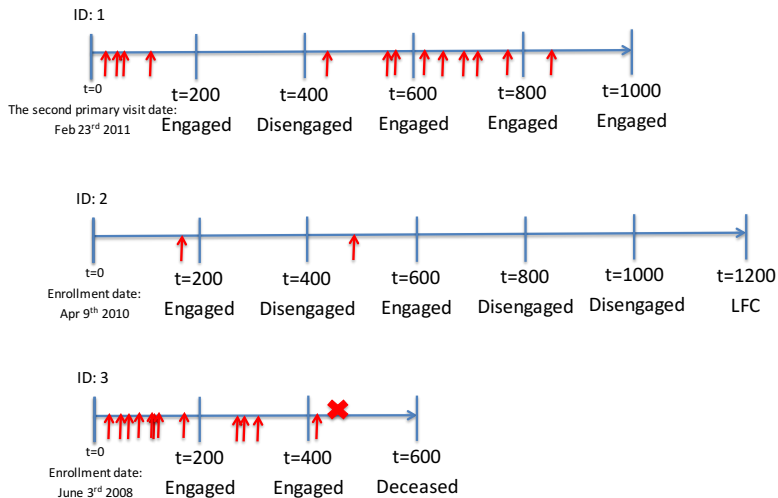 ID: 1
t=0 t=200 t=400 t=600 t=800 t=1000
The second primary visit date:
Feb 23rd 2011
Engaged Disengaged Engaged Engaged Engaged
ID: 2
t=0 t=200 t=400 t=600 t=800 t=1000 t=1200
Enrollment date:
Apr 9th 2010
Engaged Disengaged Engaged Disengaged Disengaged LFC
ID: 3
t=0 t=200 t=400 t=600
Enrollment date:
June 3rd 2008
Engaged Engaged Deceased